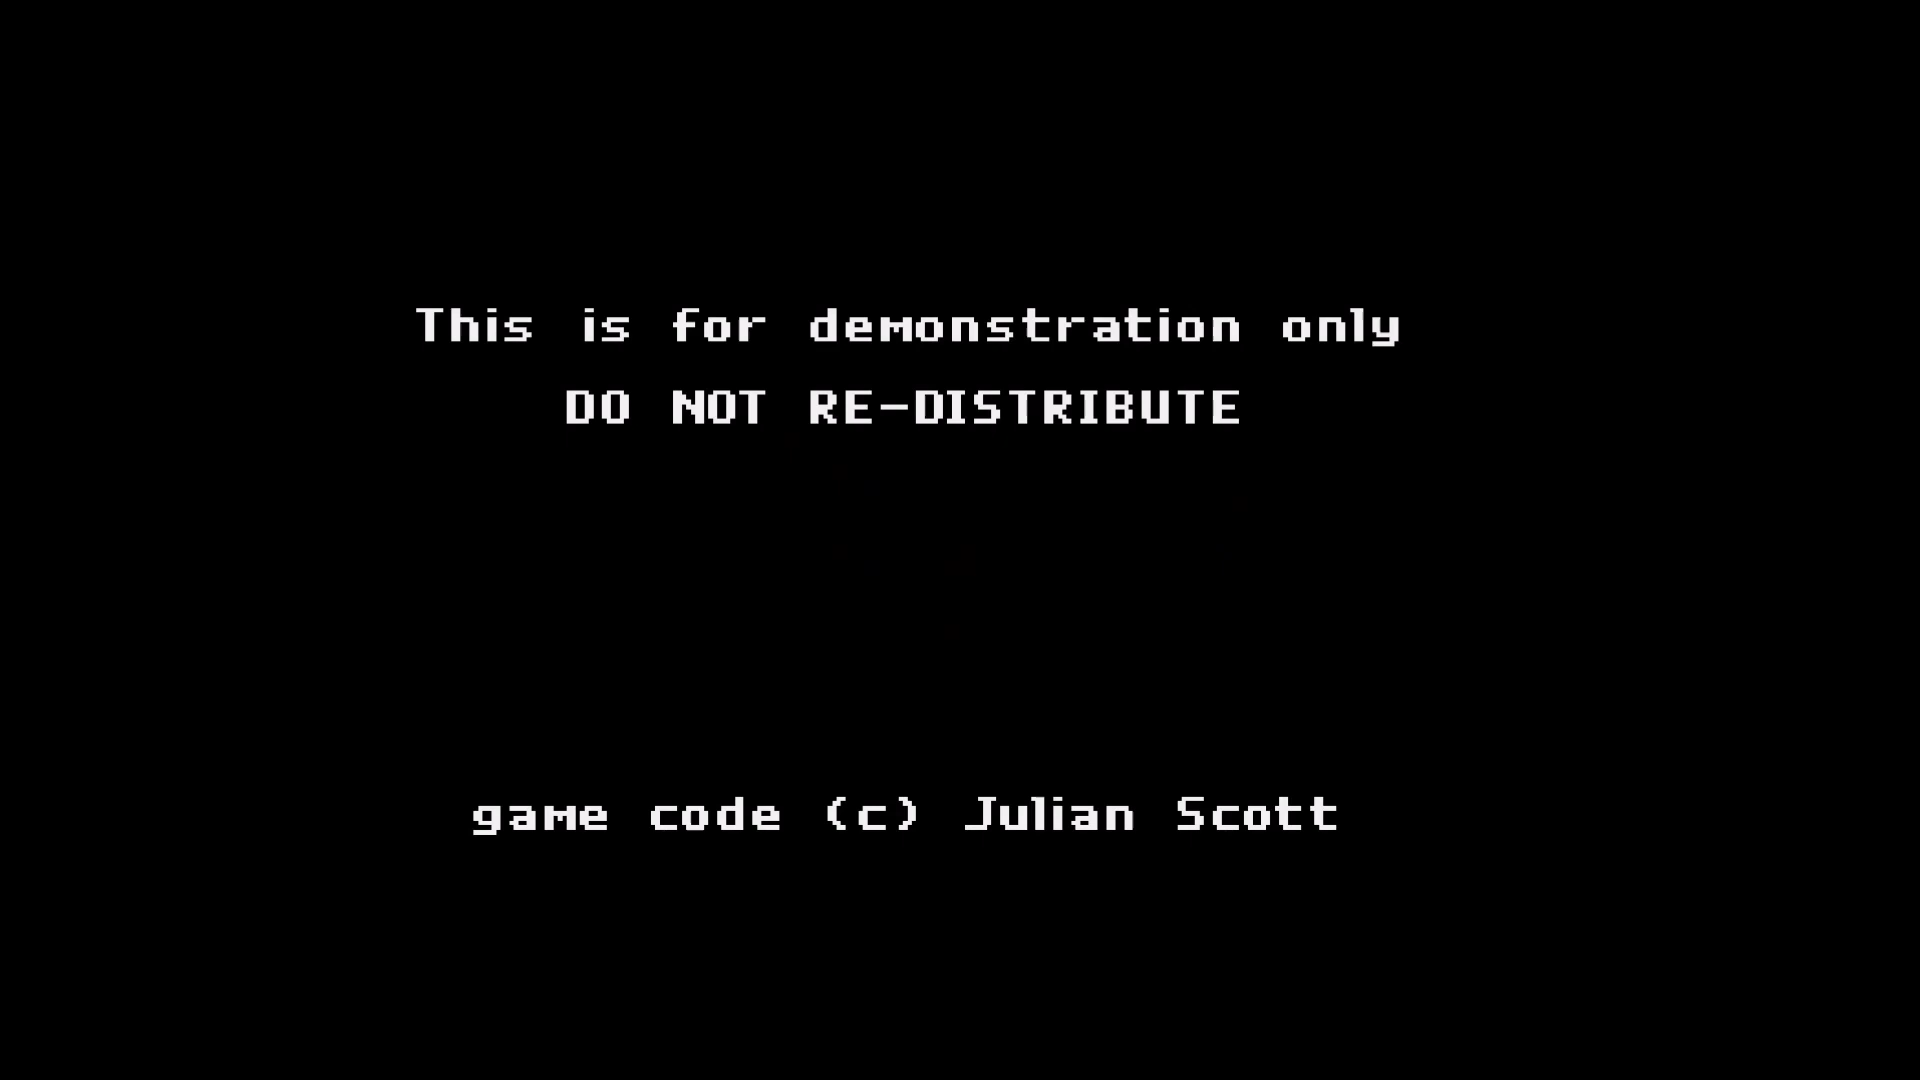 This is for demonstration only
DO NOT RE-DISTRIBUTE
game code (c) Julian Scott